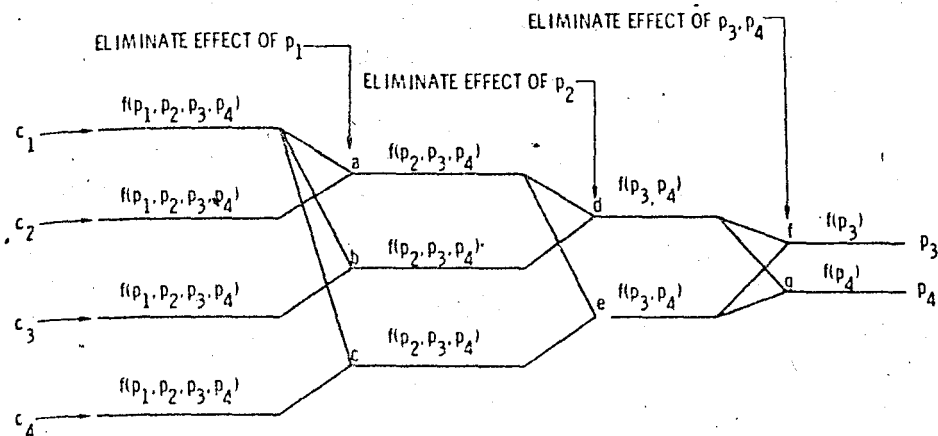 ELIMINATE EFFECT OF p3, p4
ELIMINATE EFFECT OF p1
ELIMINATE EFFECT OF p2
c1
f(p1, p2, p3, p4)
a
f(p2, p3, p4)
c2
f(p1, p2, p3, p4)
d
f(p3, p4)
f
f(p3)
p3
b
f(p2, p3, p4)
g
f(p4)
p4
c3
f(p1, p2, p3, p4)
e
f(p3, p4)
c
f(p2, p3, p4)
c4
f(p1, p2, p3, p4)